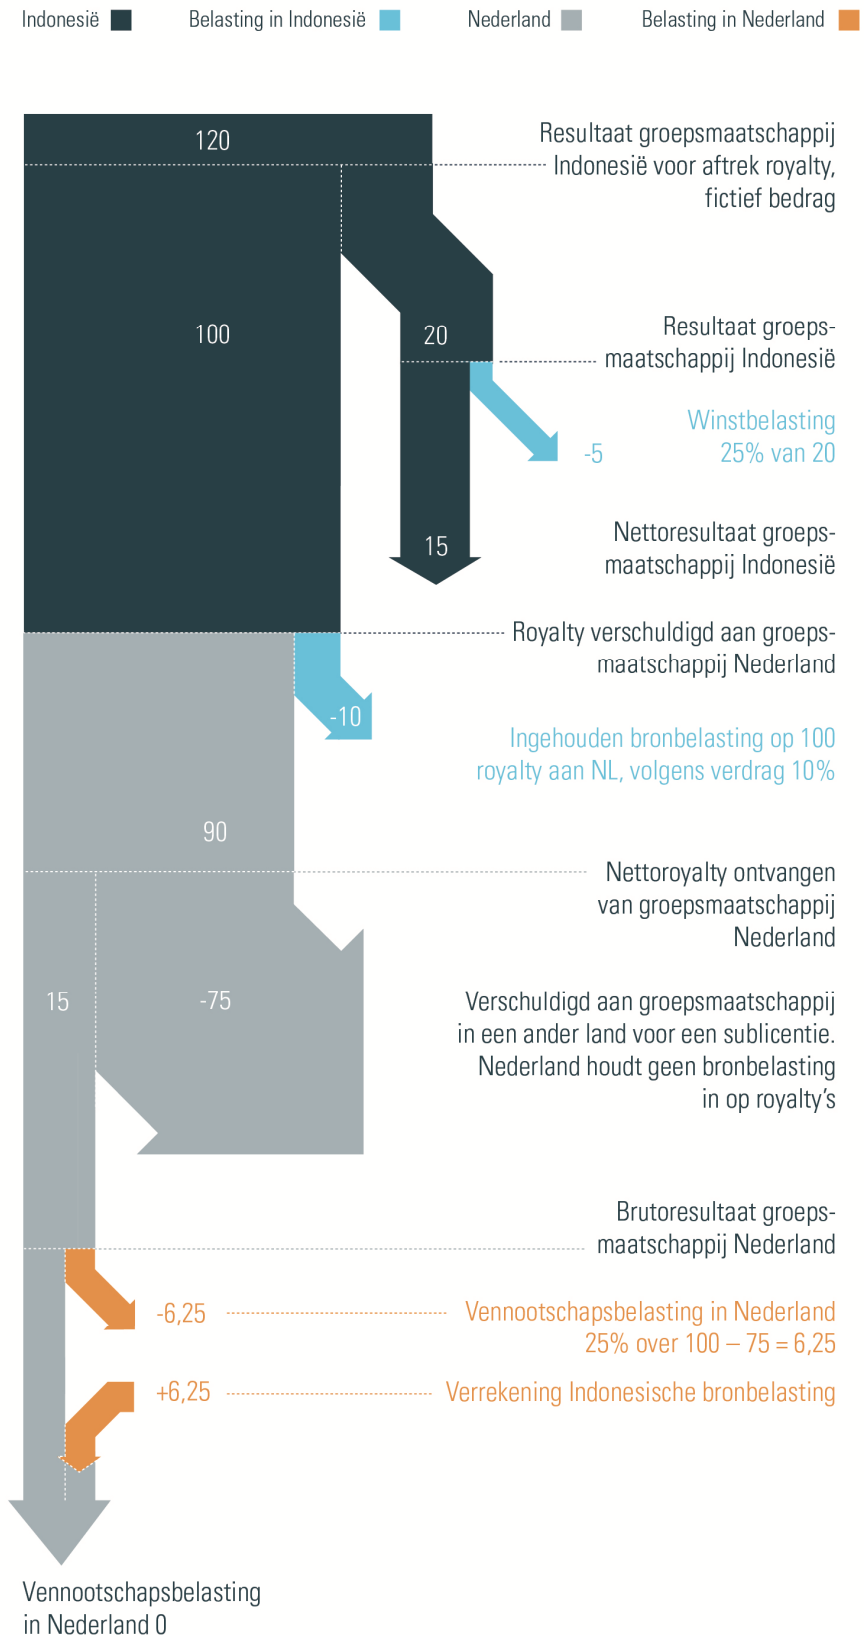 Indonesië
Belasting in Indonesië
Nederland
Belasting in Nederland
120
Resultaat groepsmaatschappij
Indonesië voor aftrek royalty,
fictief bedrag
100
20
Resultaat groeps-
maatschappij Indonesië
-5
Winstbelasting
25% van 20
15
Nettoresultaat groeps-
maatschappij Indonesië
Royalty verschuldigd aan groeps-
maatschappij Nederland
-10
Ingehouden bronbelasting op 100
royalty aan NL, volgens verdrag 10%
90
Nettoroyalty ontvangen
van groepsmaatschappij
Nederland
15
-75
Verschuldigd aan groepsmaatschappij
in een ander land voor een sublicentie.
Nederland houdt geen bronbelasting
in op royalty's
Brutoresultaat groeps-
maatschappij Nederland
-6,25
Vennootschapsbelasting in Nederland
25% over 100 – 75 = 6,25
+6,25
Verrekening Indonesische bronbelasting
Vennootschapsbelasting
in Nederland 0